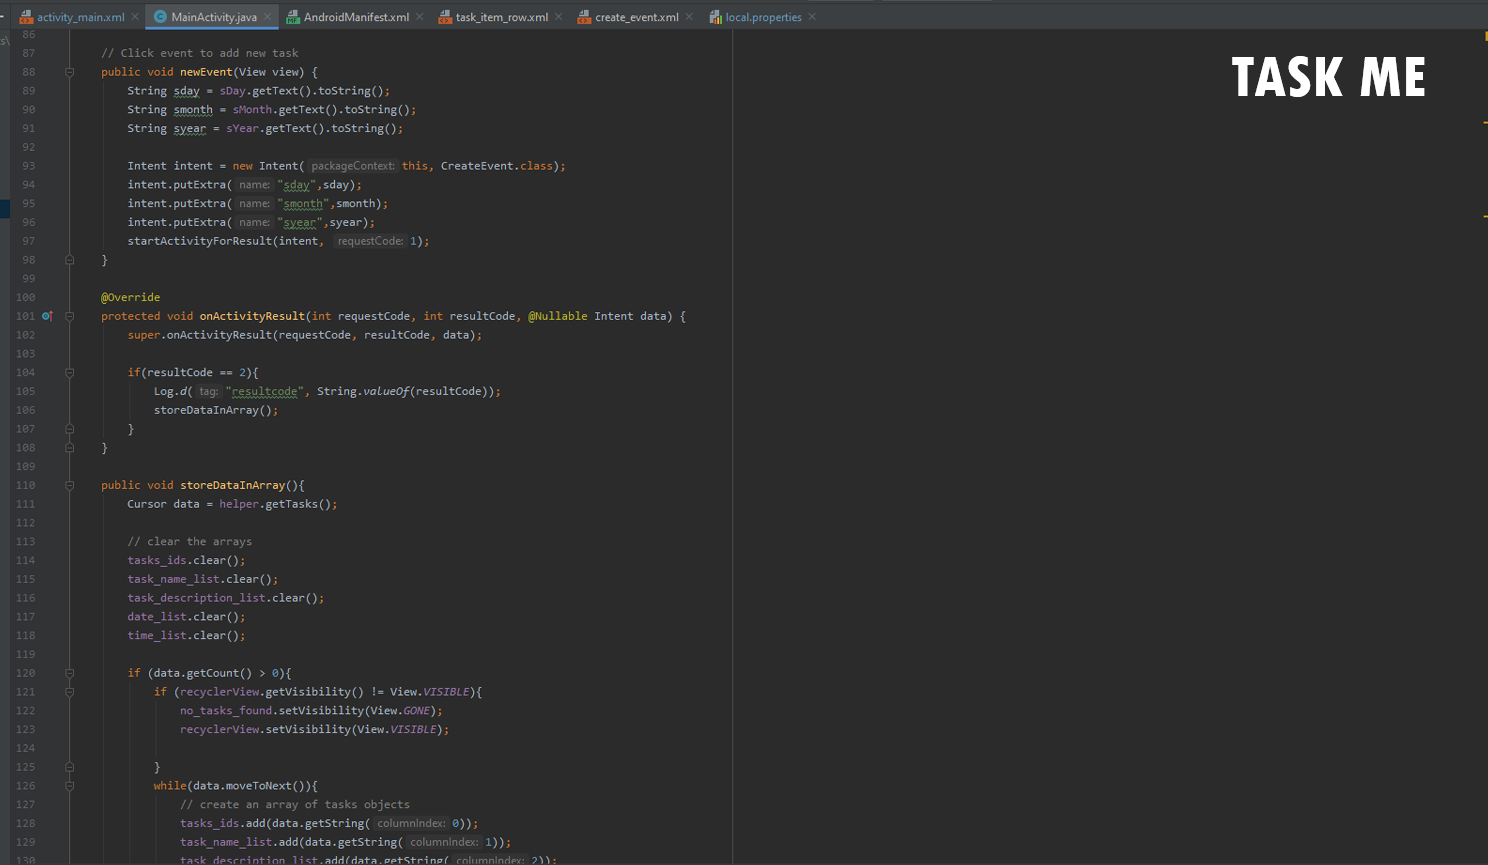 activity_main.xml MainActivity.java AndroidManifest.xml task_item_row.xml create_event.xml local.properties
s\
TASK ME
86
87 // Click event to add new task
88 public void newEvent(View view) {
89 String sday = sDay.getText().toString();
90 String smonth = sMonth.getText().toString();
91 String syear = sYear.getText().toString();
92
93 Intent intent = new Intent( packageContext: this, CreateEvent.class);
94 intent.putExtra( name: "sday",sday);
95 intent.putExtra( name: "smonth",smonth);
96 intent.putExtra( name: "syear",syear);
97 startActivityForResult(intent, requestCode: 1);
98 }
99
100 @Override
101 protected void onActivityResult(int requestCode, int resultCode, @Nullable Intent data) {
102 super.onActivityResult(requestCode, resultCode, data);
103
104 if(resultCode == 2){
105 Log.d( tag: "resultcode", String.valueOf(resultCode));
106 storeDataInArray();
107 }
108 }
109
110 public void storeDataInArray(){
111 Cursor data = helper.getTasks();
112
113 // clear the arrays
114 tasks_ids.clear();
115 task_name_list.clear();
116 task_description_list.clear();
117 date_list.clear();
118 time_list.clear();
119
120 if (data.getCount() > 0){
121 if (recyclerView.getVisibility() != View.VISIBLE){
122 no_tasks_found.setVisibility(View.GONE);
123 recyclerView.setVisibility(View.VISIBLE);
124
125 }
126 while(data.moveToNext()){
127 // create an array of tasks objects
128 tasks_ids.add(data.getString( columnIndex: 0));
129 task_name_list.add(data.getString( columnIndex: 1));
130 task_description_list.add(data.getString( columnIndex: 2));